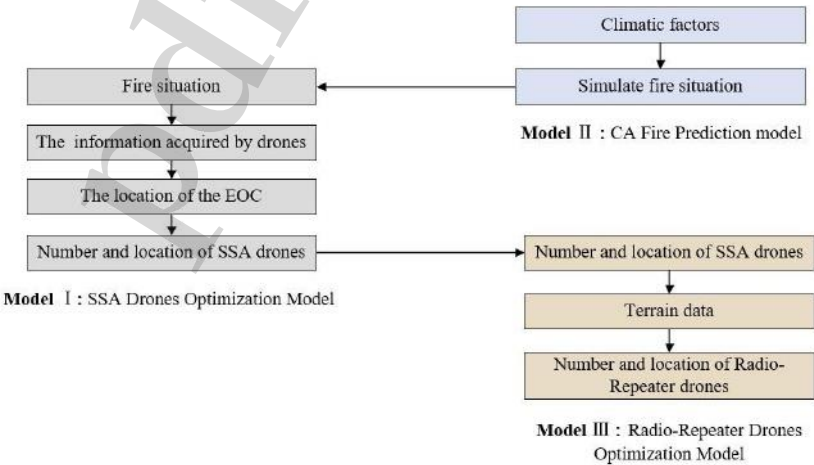 Climatic factors
Simulate fire situation
Model Ⅱ : CA Fire Prediction model
Fire situation
The information acquired by drones
The location of the EOC
Number and location of SSA drones
Model Ⅰ : SSA Drones Optimization Model
Number and location of SSA drones
Terrain data
Number and location of Radio-
Repeater drones
Model Ⅲ : Radio-Repeater Drones
Optimization Model